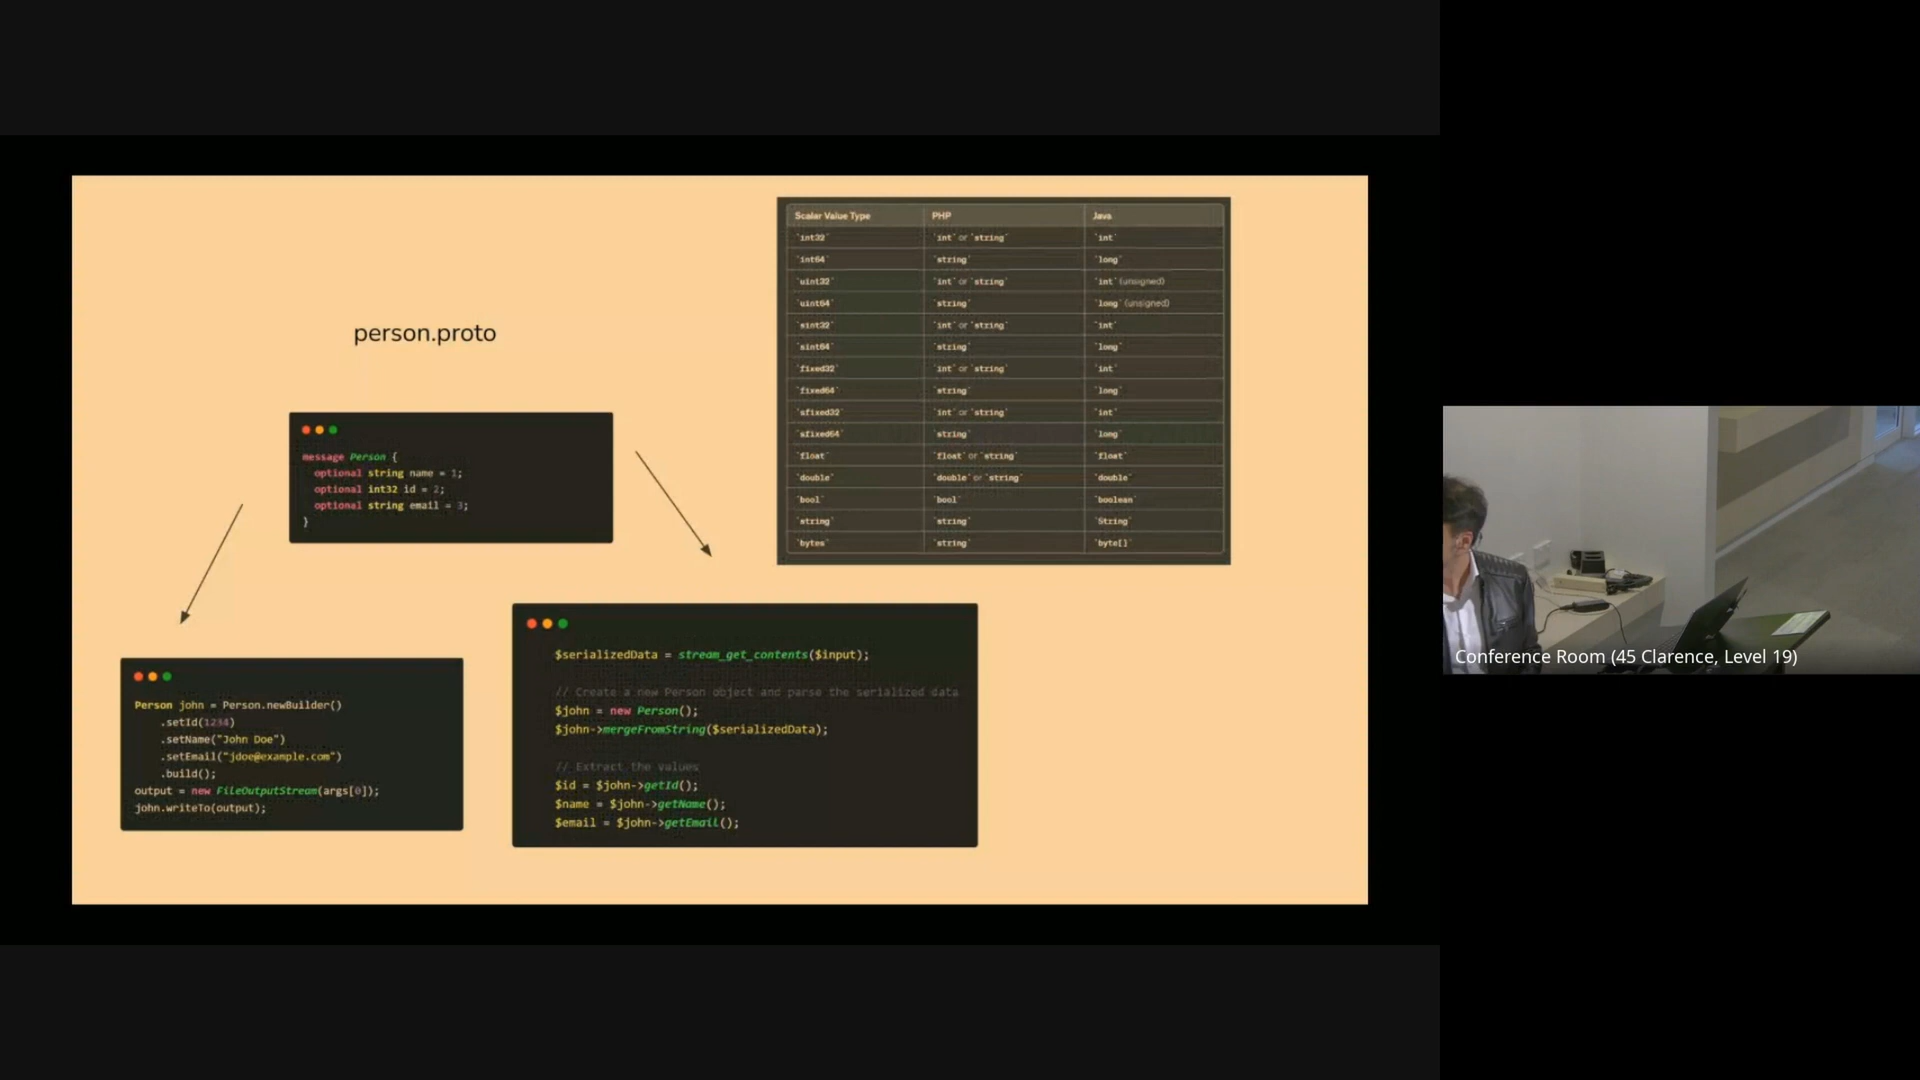 person.proto
message Person {
optional string name = 1;
optional int32 id = 2;
optional string email = 3;
}
Scalar Value Type PHP Java
`int32` `int` or `string` `int`
`int64` `string` `long`
`uint32` `int` or `string` `int` (unsigned)
`uint64` `string` `long` (unsigned)
`sint32` `int` or `string` `int`
`sint64` `string` `long`
`fixed32` `int` or `string` `int`
`fixed64` `string` `long`
`sfixed32` `int` or `string` `int`
`sfixed64` `string` `long`
`float` `float` or `string` `float`
`double` `double` or `string` `double`
`bool` `bool` `boolean`
`string` `string` `String`
`bytes` `string` `byte[]`
Person john = Person.newBuilder()
.setId(1234)
.setName("John Doe")
.setEmail("jdoe@example.com")
.build();
output = new FileOutputStream(args[0]);
john.writeTo(output);
$serializedData = stream_get_contents($input);
// Create a new Person object and parse the serialized data
$john = new Person();
$john->mergeFromString($serializedData);
// Extract the values
$id = $john->getId();
$name = $john->getName();
$email = $john->getEmail();
Conference Room (45 Clarence, Level 19)